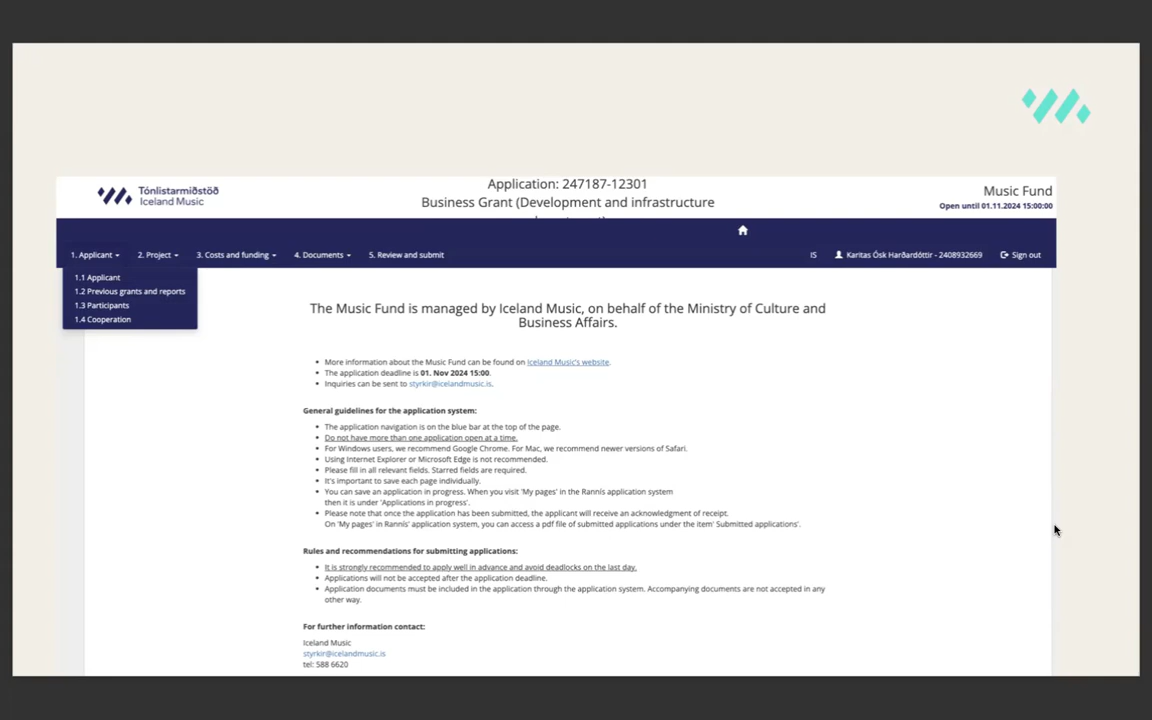 Tónlistarmiðstöð
Iceland Music
Application: 247187-12301
Business Grant (Development and infrastructure
Music Fund
Open until 01.11.2024 15:00:00
1. Applicant
2. Project
3. Costs and funding
4. Documents
5. Review and submit
IS
Karitas Ósk Harðardóttir - 2408932669
Sign out
1.1 Applicant
1.2 Previous grants and reports
1.3 Participants
1.4 Cooperation
The Music Fund is managed by Iceland Music, on behalf of the Ministry of Culture and
Business Affairs.
• More information about the Music Fund can be found on Iceland Music's website.
• The application deadline is 01. Nov 2024 15:00.
• Inquiries can be sent to styrkir@icelandmusic.is.
General guidelines for the application system:
• The application navigation is on the blue bar at the top of the page.
• Do not have more than one application open at a time.
• For Windows users, we recommend Google Chrome. For Mac, we recommend newer versions of Safari.
• Using Internet Explorer or Microsoft Edge is not recommended.
• Please fill in all relevant fields. Starred fields are required.
• It's important to save each page individually.
• You can save an application in progress. When you visit 'My pages' in the Rannís application system
then it is under 'Applications in progress'.
• Please note that once the application has been submitted, the applicant will receive an acknowledgment of receipt.
On 'My pages' in Rannís' application system, you can access a pdf file of submitted applications under the item' Submitted applications'.
Rules and recommendations for submitting applications:
• It is strongly recommended to apply well in advance and avoid deadlocks on the last day.
• Applications will not be accepted after the application deadline.
• Application documents must be included in the application through the application system. Accompanying documents are not accepted in any
other way.
For further information contact:
Iceland Music
styrkir@icelandmusic.is
tel: 588 6620